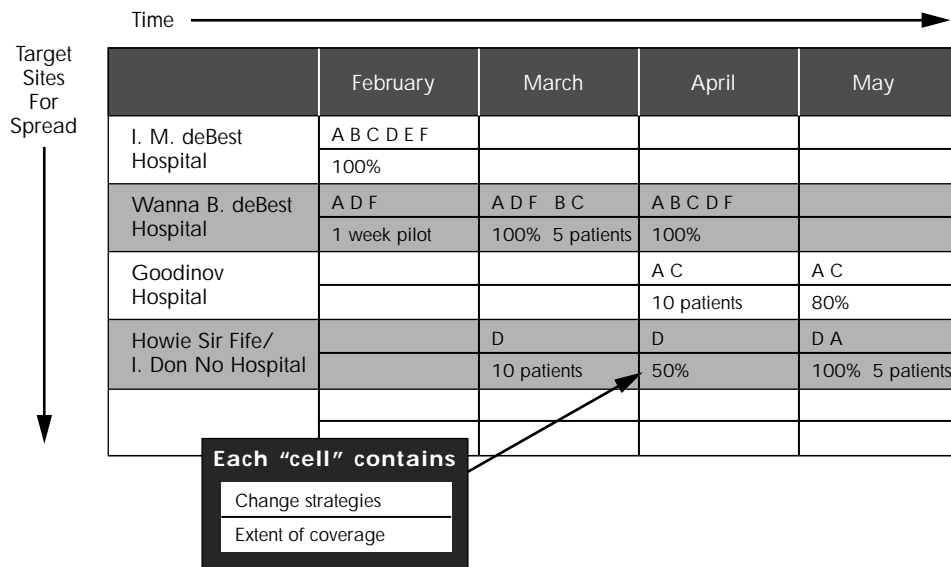 Time
Target
Sites
For
Spread
February March April May
I. M. deBest
Hospital
A B C D E F
100%
Wanna B. deBest
Hospital
A D F A D F B C A B C D F
1 week pilot 100% 5 patients 100%
Goodinov
Hospital
A C A C
10 patients 80%
Howie Sir Fife/
I. Don No Hospital
D D D A
10 patients 50% 100% 5 patients
Each “cell” contains
Change strategies
Extent of coverage